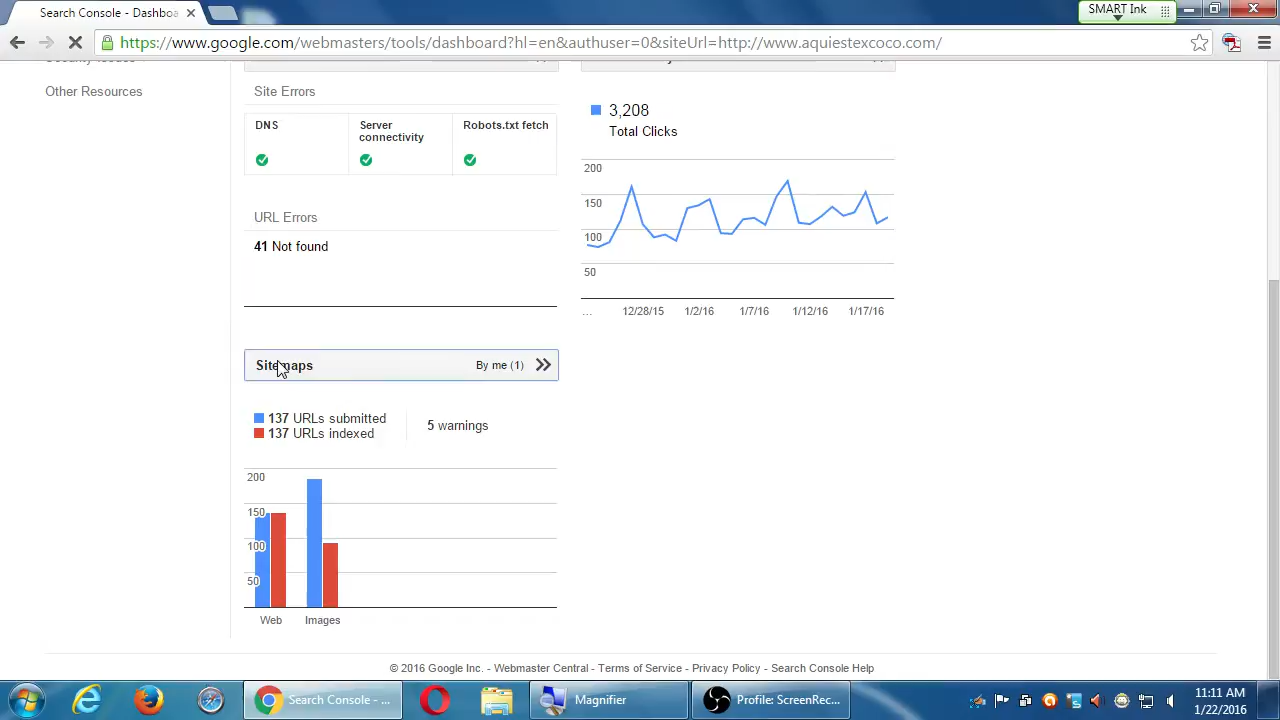 Search Console - Dashboa
SMART Ink
https://www.google.com/webmasters/tools/dashboard?hl=en&authuser=0&siteUrl=http://www.aquiestexcoco.com/
Other Resources
Site Errors
DNS
Server
connectivity
Robots.txt fetch
URL Errors
41 Not found
3,208
Total Clicks
200
150
100
50
...
12/28/15
1/2/16
1/7/16
1/12/16
1/17/16
Sitemaps
By me (1)
137 URLs submitted
137 URLs indexed
5 warnings
200
150
100
50
Web
Images
© 2016 Google Inc. - Webmaster Central - Terms of Service - Privacy Policy - Search Console Help
Search Console - ...
Magnifier
Profile: ScreenRec...
11:11 AM
1/22/2016